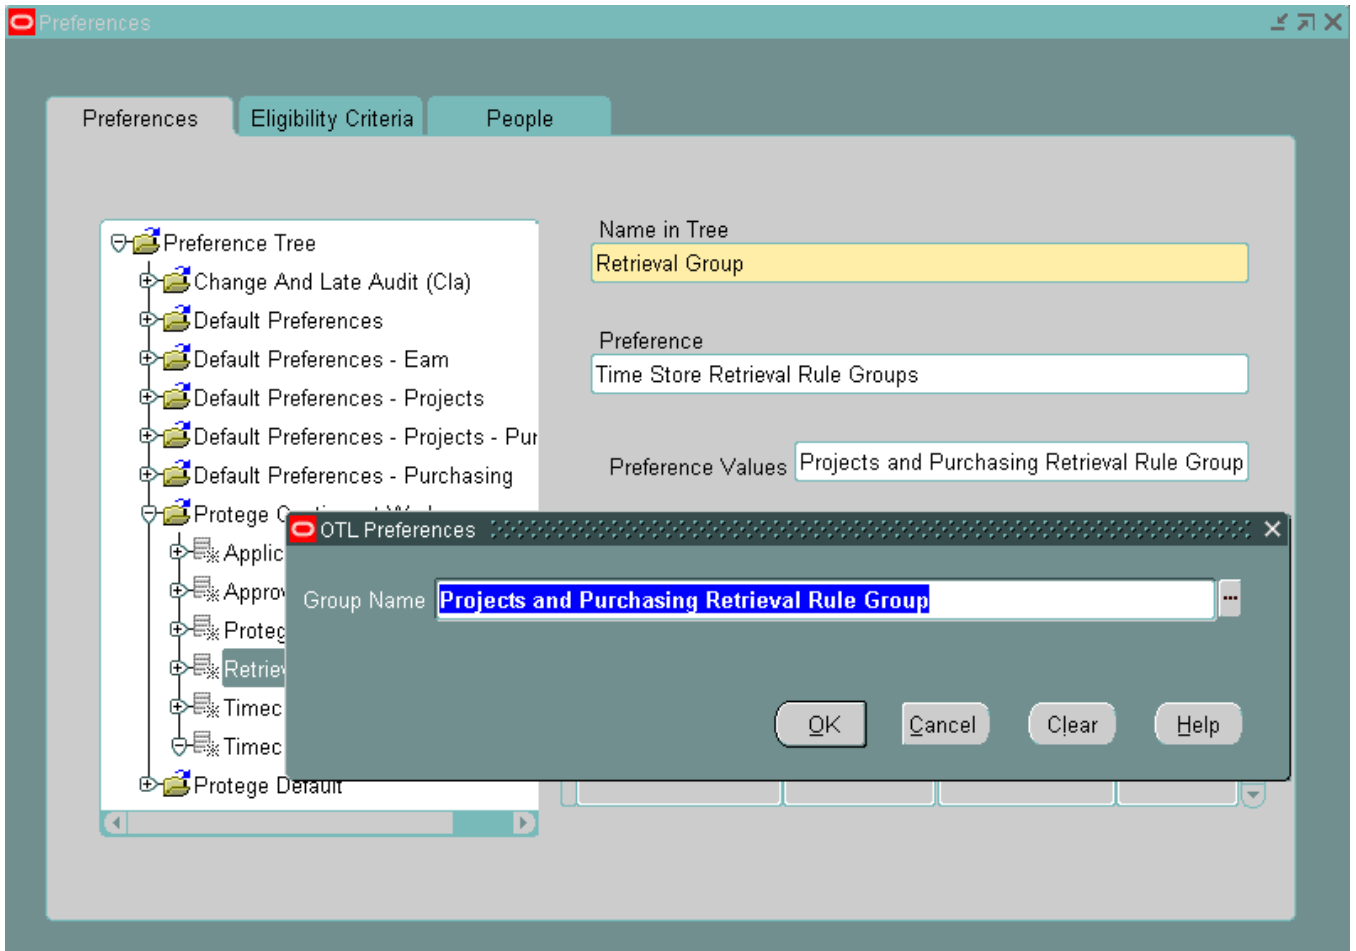 Preferences
Preferences
Eligibility Criteria
People
Preference Tree
Change And Late Audit (Cla)
Default Preferences
Default Preferences - Eam
Default Preferences - Projects
Default Preferences - Projects - Pur
Default Preferences - Purchasing
Protege
Applic
Approv
Proteg
Retriev
Timec
Timec
Protege Default
Name in Tree
Retrieval Group
Preference
Time Store Retrieval Rule Groups
Preference Values
Projects and Purchasing Retrieval Rule Group
OTL Preferences
Group Name
Projects and Purchasing Retrieval Rule Group
...
OK
Cancel
Clear
Help